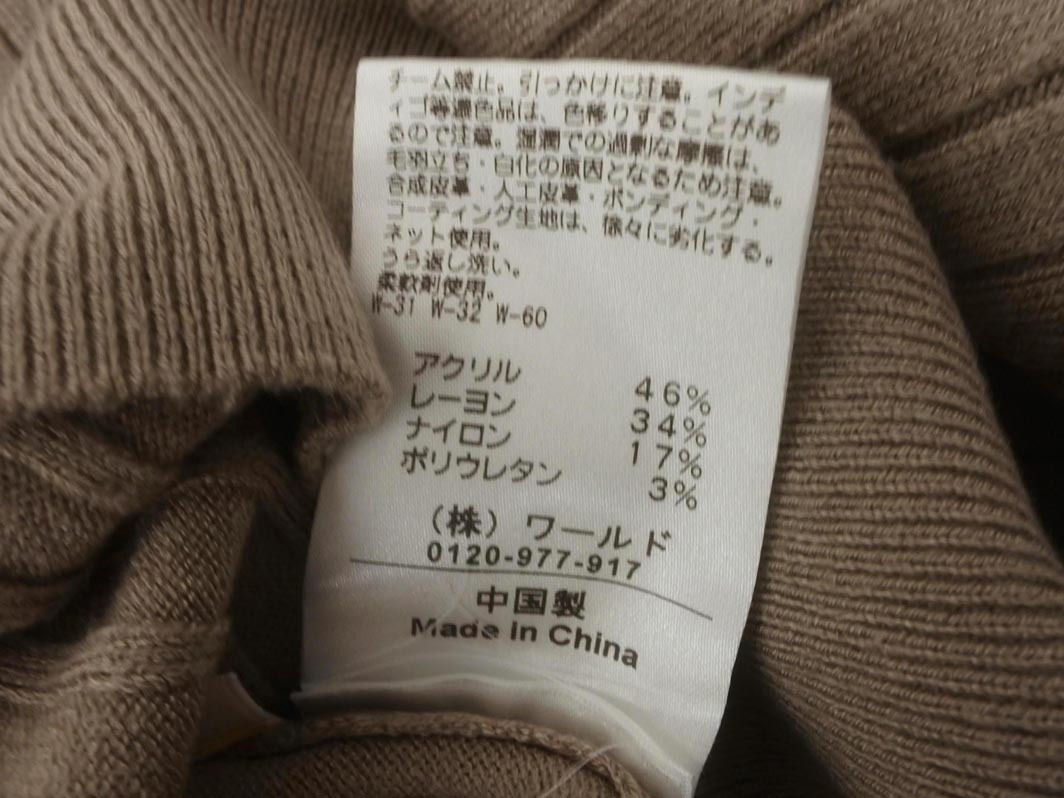 チーム禁止。引っかけに注意。インデ
ィゴ等濃色品は、色移りすることがあ
るので注意。湿潤での過剰な摩擦は、
毛羽立ち・白化の原因となるため注意。
合成皮革・人工皮革・ボンディング・
コーティング生地は、徐々に劣化する。
ネット使用。
うら返し洗い。
柔軟剤使用。
W-31 W-32 W-60
アクリル 46%
レーヨン 34%
ナイロン 17%
ポリウレタン 3%
(株) ワールド
0120-977-917
中国製
Made in China